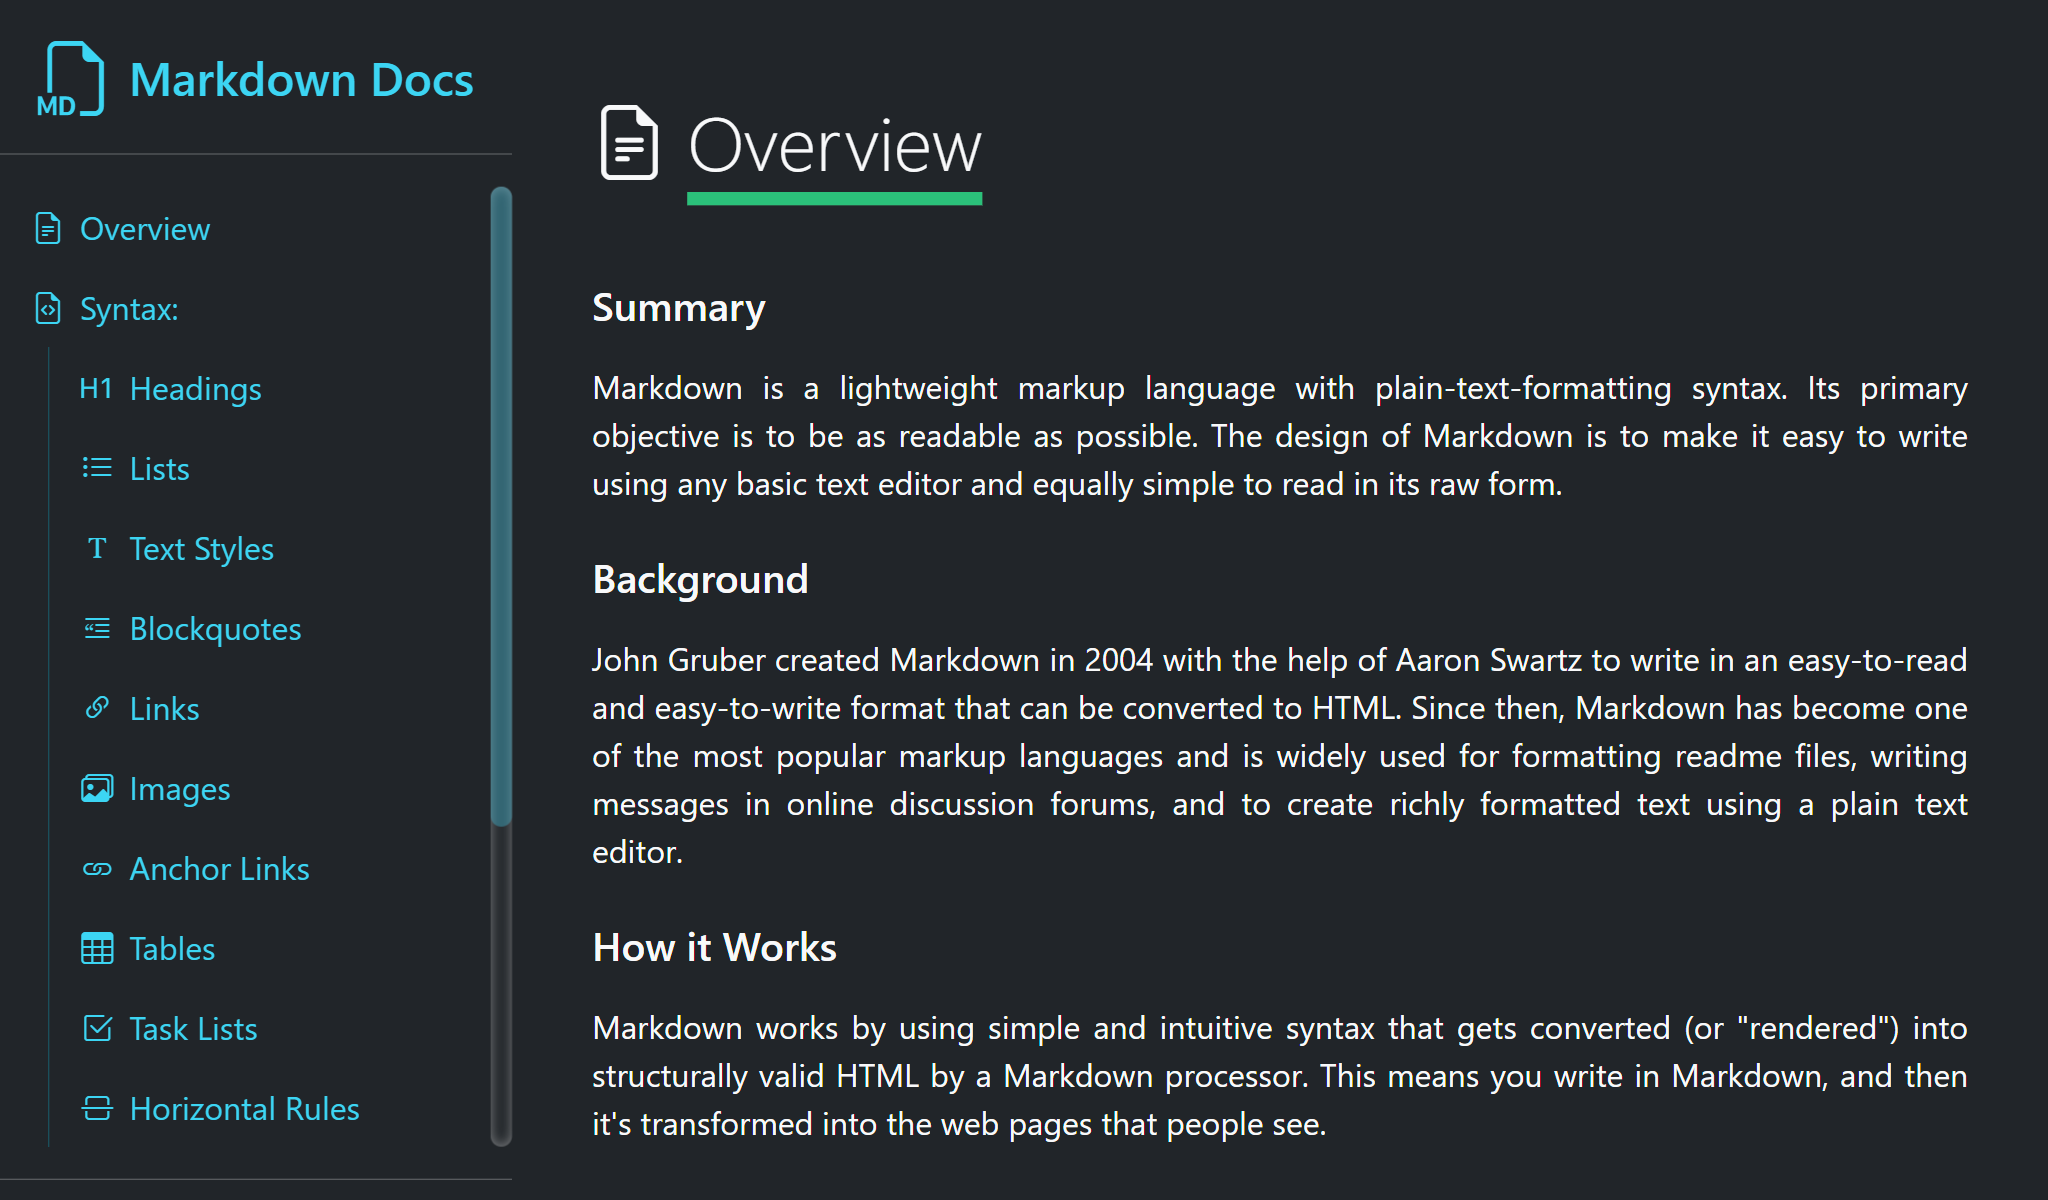 MD Markdown Docs
Overview
Syntax:
H1 Headings
Lists
T Text Styles
Blockquotes
Links
Images
Anchor Links
Tables
Task Lists
Horizontal Rules
Overview
Summary
Markdown is a lightweight markup language with plain-text-formatting syntax. Its primary
objective is to be as readable as possible. The design of Markdown is to make it easy to write
using any basic text editor and equally simple to read in its raw form.
Background
John Gruber created Markdown in 2004 with the help of Aaron Swartz to write in an easy-to-read
and easy-to-write format that can be converted to HTML. Since then, Markdown has become one
of the most popular markup languages and is widely used for formatting readme files, writing
messages in online discussion forums, and to create richly formatted text using a plain text
editor.
How it Works
Markdown works by using simple and intuitive syntax that gets converted (or "rendered") into
structurally valid HTML by a Markdown processor. This means you write in Markdown, and then
it's transformed into the web pages that people see.